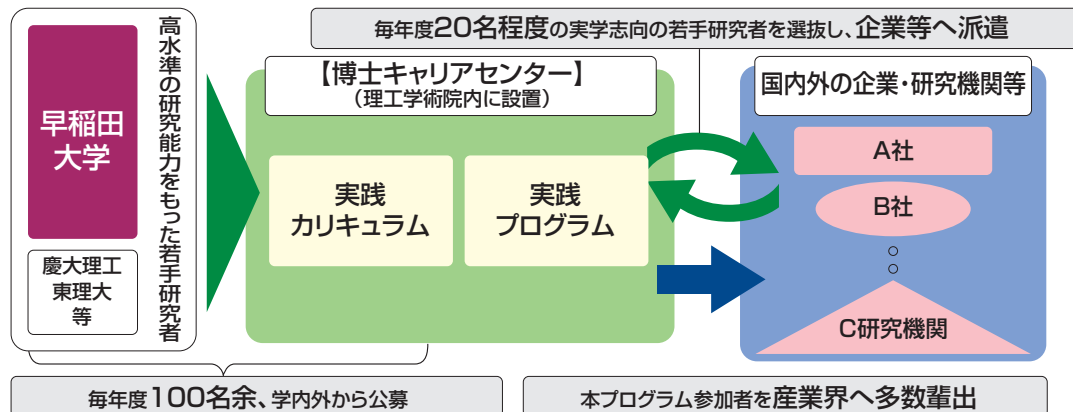 毎年度20名程度の実学志向の若手研究者を選抜し、企業等へ派遣
早稲田
大学
高水準の研究能力をもった若手研究者
慶大理工
東理大
等
【博士キャリアセンター】
（理工学術院内に設置）
実践
カリキュラム
実践
プログラム
国内外の企業・研究機関等
A社
B社
C研究機関
毎年度100名余、学内外から公募
本プログラム参加者を産業界へ多数輩出